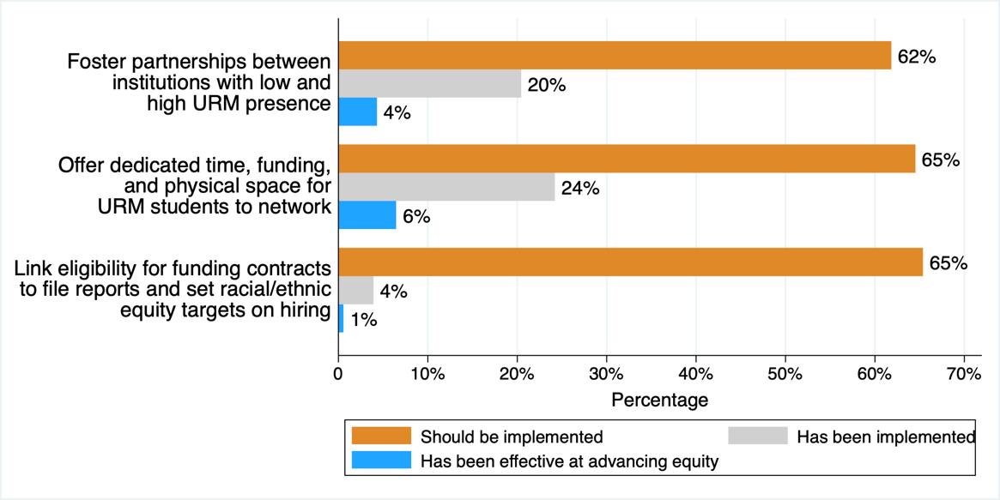 Foster partnerships between
institutions with low and
high URM presence
62%
20%
4%
Offer dedicated time, funding,
and physical space for
URM students to network
65%
24%
6%
Link eligibility for funding contracts
to file reports and set racial/ethnic
equity targets on hiring
65%
4%
1%
0 10% 20% 30% 40% 50% 60% 70%
Percentage
Should be implemented Has been implemented
Has been effective at advancing equity